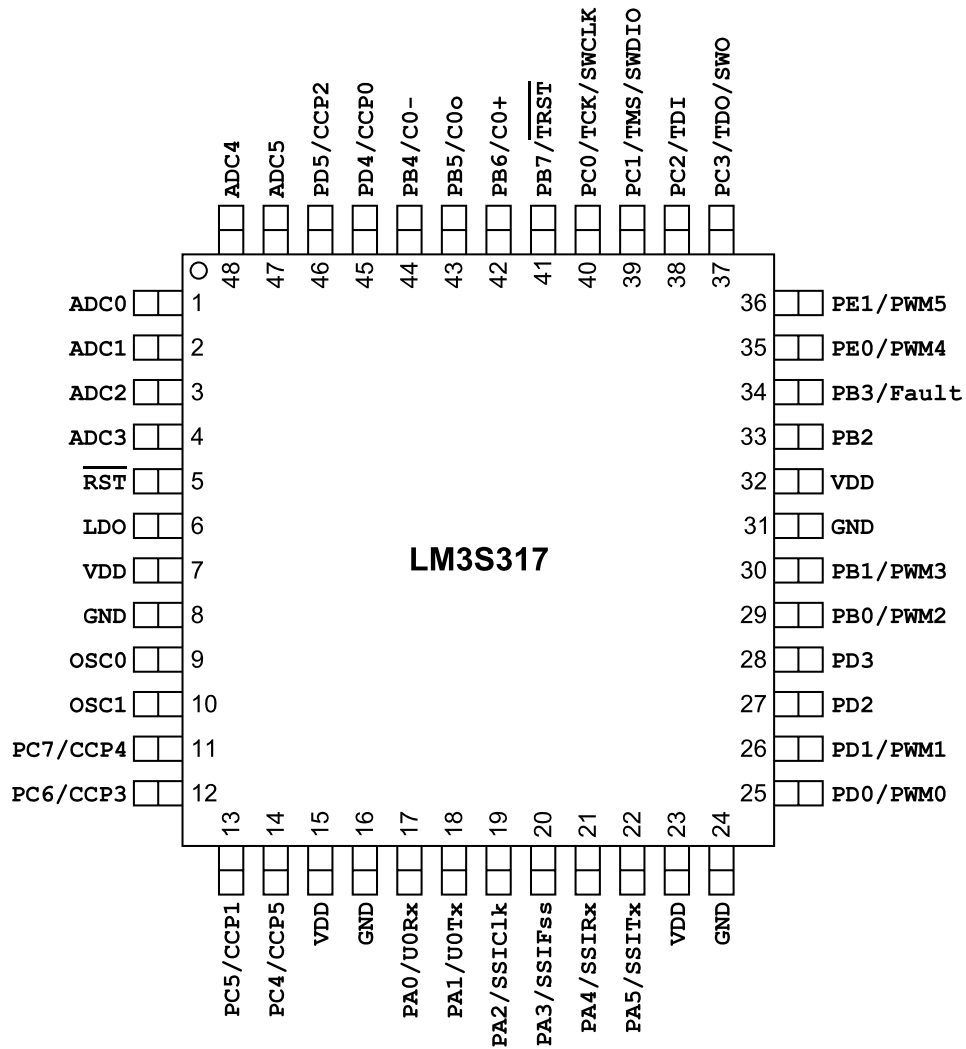 ADC4
ADC5
PD5/CCP2
PD4/CCP0
PB4/C0-
PB5/C0o
PB6/C0+
PB7/TRST
PC0/TCK/SWCLK
PC1/TMS/SWDIO
PC2/TDI
PC3/TDO/SWO
48
47
46
45
44
43
42
41
40
39
38
37
ADC0 1
ADC1 2
ADC2 3
ADC3 4
RST 5
LDO 6
VDD 7
GND 8
OSC0 9
OSC1 10
PC7/CCP4 11
PC6/CCP3 12
LM3S317
36 PE1/PWM5
35 PE0/PWM4
34 PB3/Fault
33 PB2
32 VDD
31 GND
30 PB1/PWM3
29 PB0/PWM2
28 PD3
27 PD2
26 PD1/PWM1
25 PD0/PWM0
13
14
15
16
17
18
19
20
21
22
23
24
PC5/CCP1
PC4/CCP5
VDD
GND
PA0/U0Rx
PA1/U0Tx
PA2/SSIClk
PA3/SSIFss
PA4/SSIRx
PA5/SSITx
VDD
GND